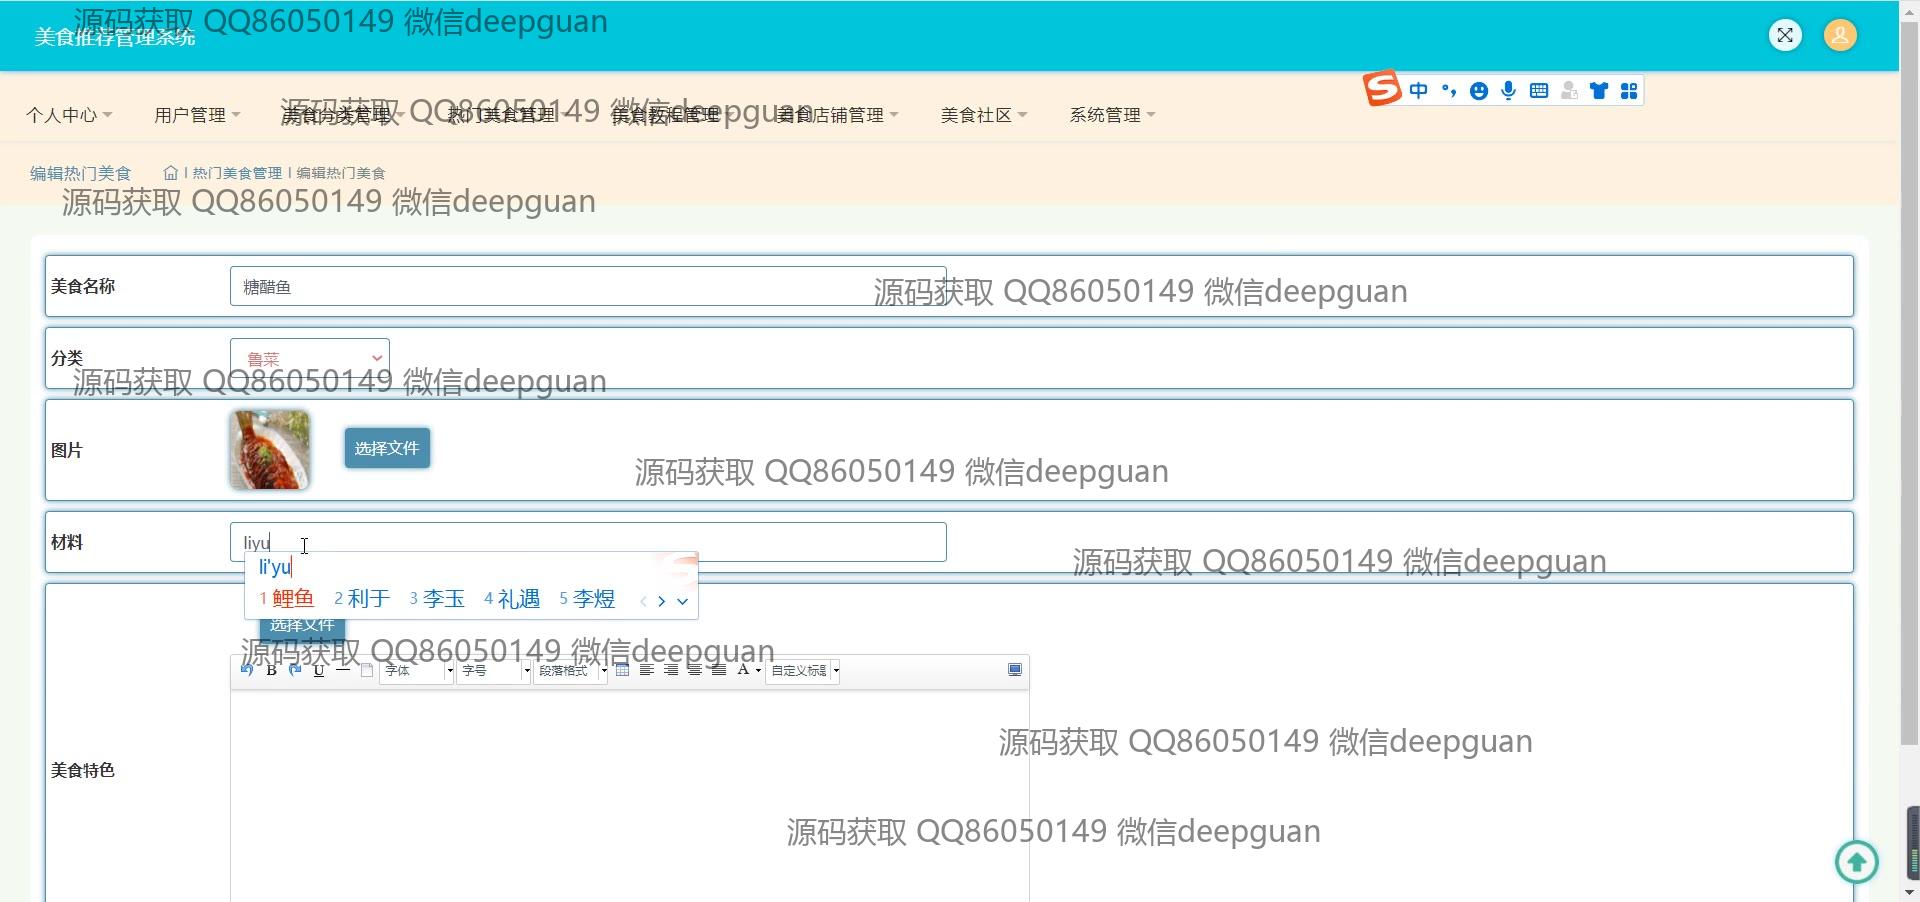 源码获取 QQ86050149 微信deepguan
美食推荐管理系统
中
个人中心 用户管理 美食分类管理 热门美食管理 美食教程管理 美食店铺管理 美食社区 系统管理
源码获取 QQ86050149 微信deepguan
编辑热门美食 热门美食管理 编辑热门美食
源码获取 QQ86050149 微信deepguan
美食名称 糖醋鱼
源码获取 QQ86050149 微信deepguan
分类 鲁菜
源码获取 QQ86050149 微信deepguan
图片 选择文件
源码获取 QQ86050149 微信deepguan
材料 liyu
源码获取 QQ86050149 微信deepguan
li'yu
1 鲤鱼 2 利于 3 李玉 4 礼遇 5 李煜
选择文件
源码获取 QQ86050149 微信deepguan
B U 字体 字号 段落格式 A 自定义标题
源码获取 QQ86050149 微信deepguan
美食特色
源码获取 QQ86050149 微信deepguan